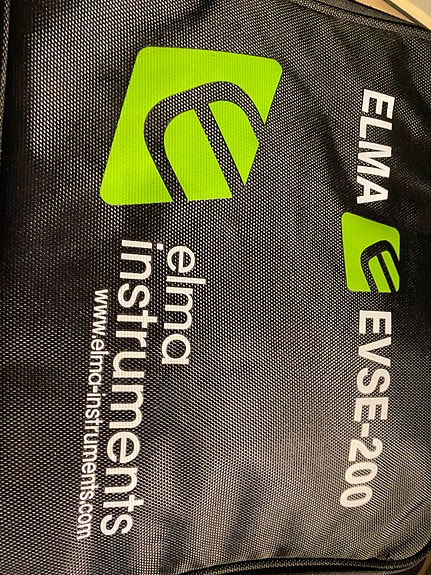 ELMA EVSE-200
elma
instruments
www.elma-instruments.com